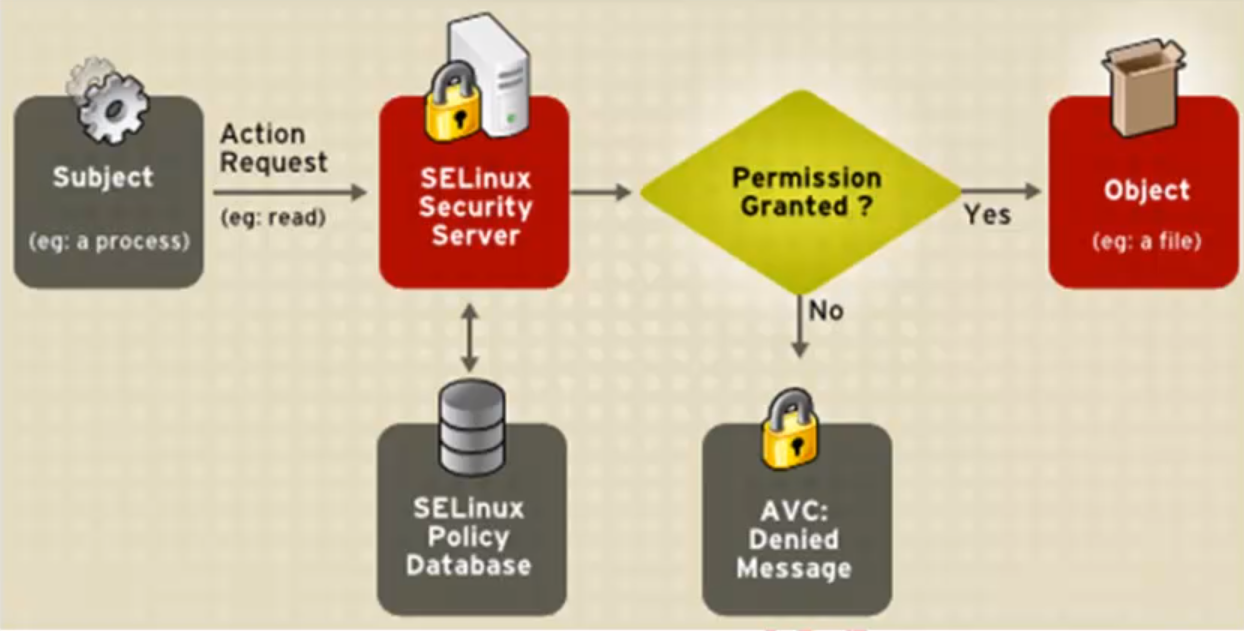 Subject
(eg: a process)
Action
Request
(eg: read)
SELinux
Security
Server
Permission
Granted ?
Yes
Object
(eg: a file)
No
SELinux
Policy
Database
AVC:
Denied
Message